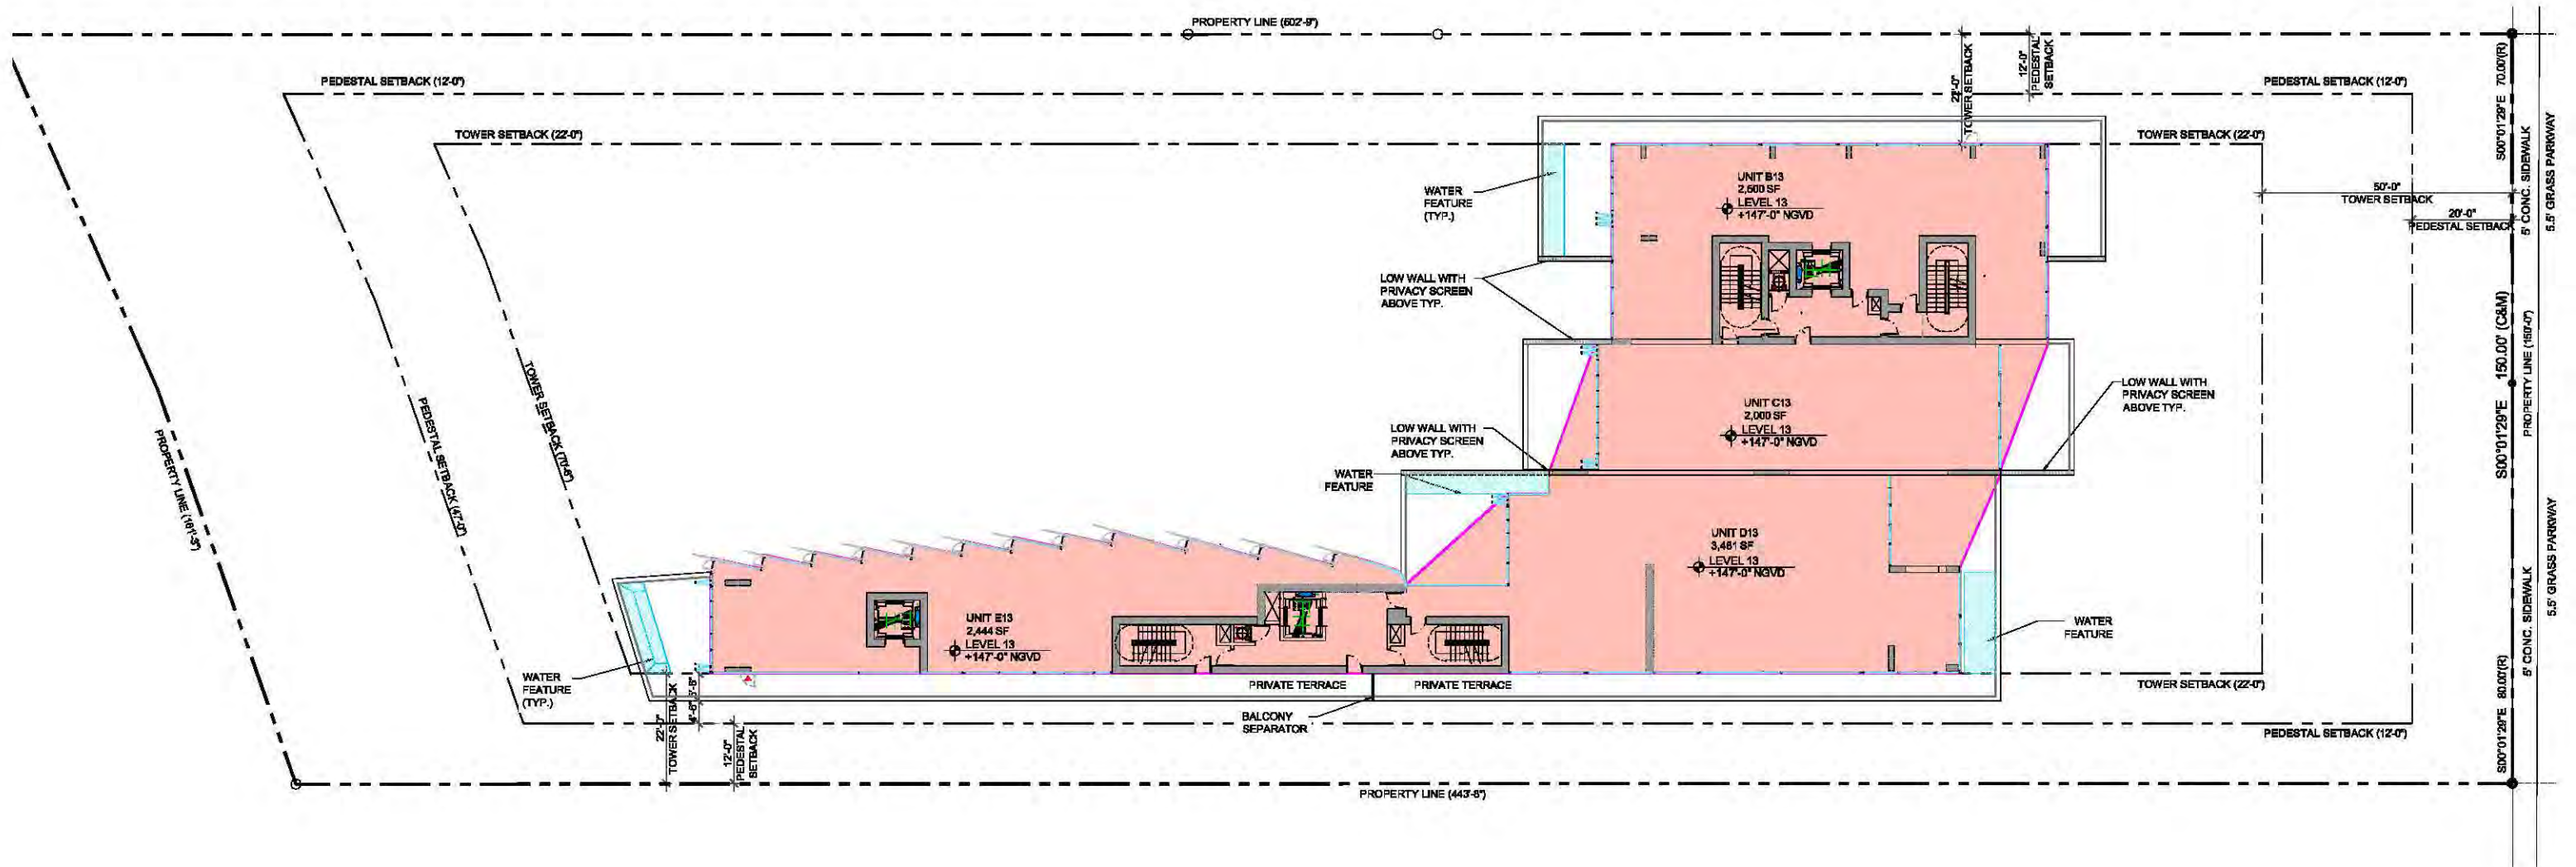 PROPERTY LINE (502'-9")
PEDESTAL SETBACK (12'-0")
22'-0"
TOWER SETBACK
12'-0"
PEDESTAL
SETBACK
PEDESTAL SETBACK (12'-0")
TOWER SETBACK (22'-0")
TOWER SETBACK (22'-0")
S00°01'29"E 70.00'(R)
5' CONC. SIDEWALK
5.5' GRASS PARKWAY
WATER
FEATURE
(TYP.)
UNIT B13
2,500 SF
LEVEL 13
+147'-0" NGVD
50'-0"
TOWER SETBACK
20'-0"
PEDESTAL SETBACK
LOW WALL WITH
PRIVACY SCREEN
ABOVE TYP.
S00°01'29"E 150.00' (C&M)
PROPERTY LINE (150'-0")
UNIT C13
2,000 SF
LEVEL 13
+147'-0" NGVD
LOW WALL WITH
PRIVACY SCREEN
ABOVE TYP.
LOW WALL WITH
PRIVACY SCREEN
ABOVE TYP.
WATER
FEATURE
PROPERTY LINE (161'-3")
PEDESTAL SETBACK (47'-0")
TOWER SETBACK (70'-6")
UNIT D13
3,461 SF
LEVEL 13
+147'-0" NGVD
UNIT E13
2,444 SF
LEVEL 13
+147'-0" NGVD
WATER
FEATURE
5' CONC. SIDEWALK
5.5' GRASS PARKWAY
S00°01'29"E 80.00'(R)
WATER
FEATURE
(TYP.)
PRIVATE TERRACE
PRIVATE TERRACE
TOWER SETBACK (22'-0")
BALCONY
SEPARATOR
22'-0"
TOWER SETBACK
4'-6"
5'-6"
12'-0"
PEDESTAL
SETBACK
PEDESTAL SETBACK (12'-0")
PROPERTY LINE (443'-8")